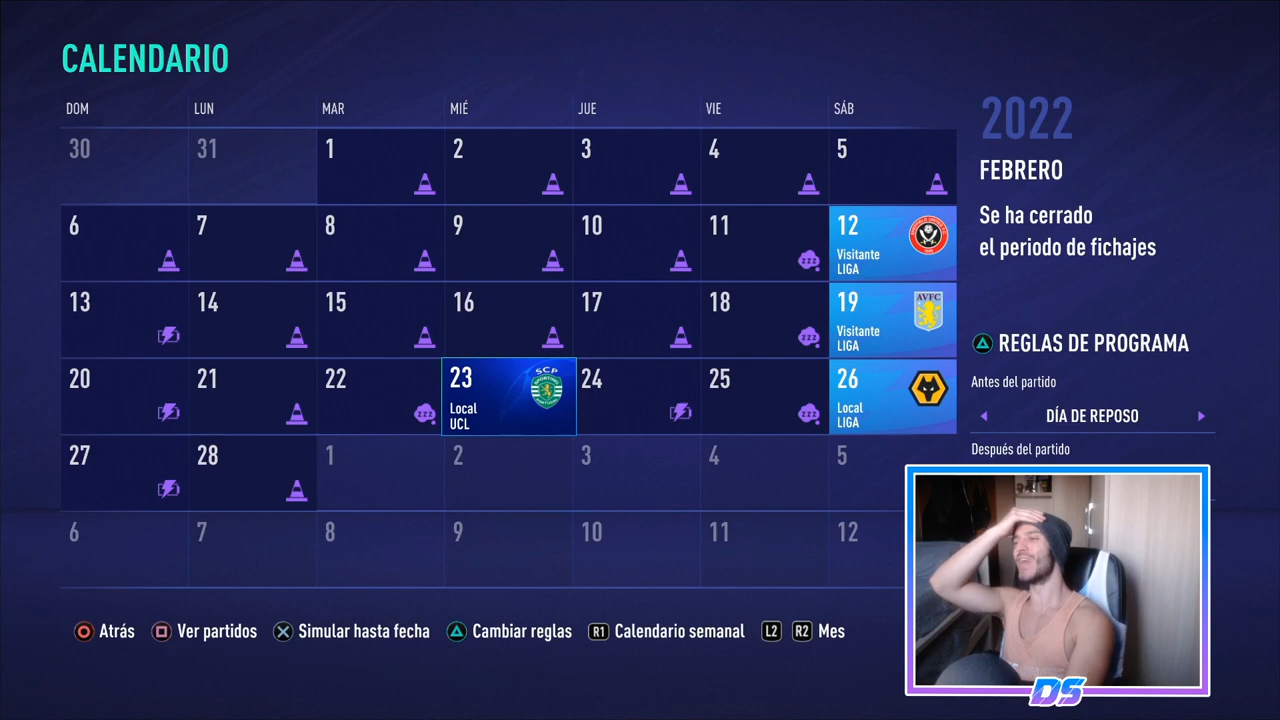 CALENDARIO
DOM LUN MAR MIÉ JUE VIE SÁB
30 31 1 2 3 4 5
6 7 8 9 10 11 12
Visitante
LIGA
13 14 15 16 17 18 19
AVFC
Visitante
LIGA
20 21 22 23 24 25 26
SCP
Local
UCL
Local
LIGA
27 28 1 2 3 4 5
6 7 8 9 10 11 12
2022
FEBRERO
Se ha cerrado
el periodo de fichajes
REGLAS DE PROGRAMA
Antes del partido
DÍA DE REPOSO
Después del partido
Atrás Ver partidos Simular hasta fecha Cambiar reglas R1 Calendario semanal L2 R2 Mes
DS